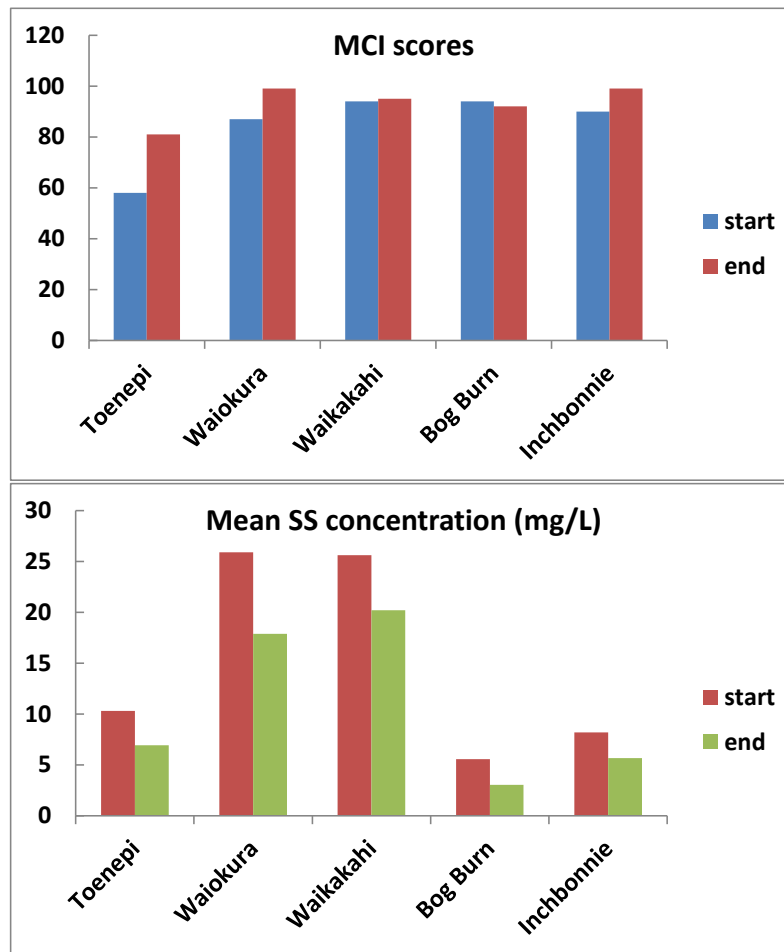 MCI scores
120
100
80
60
40
20
0
Toenepi
Waiokura
Waikakahi
Bog Burn
Inchbonnie
start
end
Mean SS concentration (mg/L)
30
25
20
15
10
5
0
Toenepi
Waiokura
Waikakahi
Bog Burn
Inchbonnie
start
end